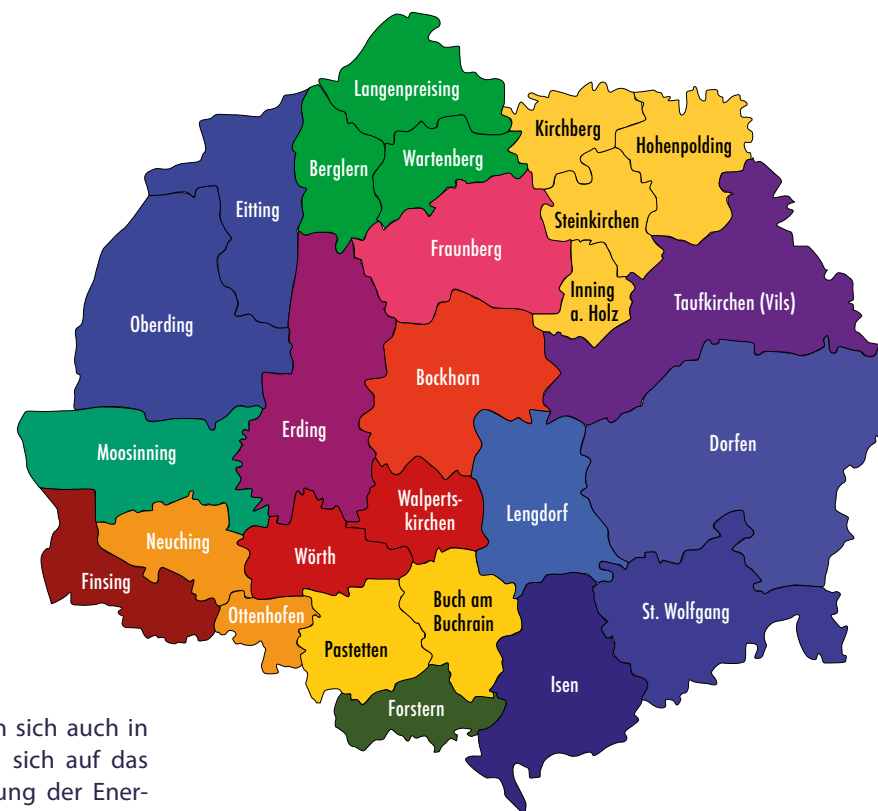 Langenpreising
Kirchberg
Hohenpolding
Berglern
Wartenberg
Eitting
Steinkirchen
Fraunberg
Inning
a. Holz
Taufkirchen (Vils)
Oberding
Bockhorn
Erding
Dorfen
Moosinning
Walperts-
kirchen
Lengdorf
Neuching
Wörth
Finsing
Ottenhofen
Buch am
Buchrain
St. Wolfgang
Pastetten
Isen
Forstern
n sich auch in
sich auf das
ung der Ener-